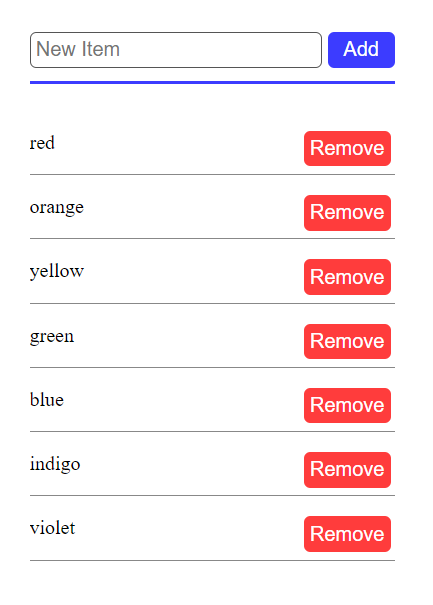 New Item Add
red Remove
orange Remove
yellow Remove
green Remove
blue Remove
indigo Remove
violet Remove